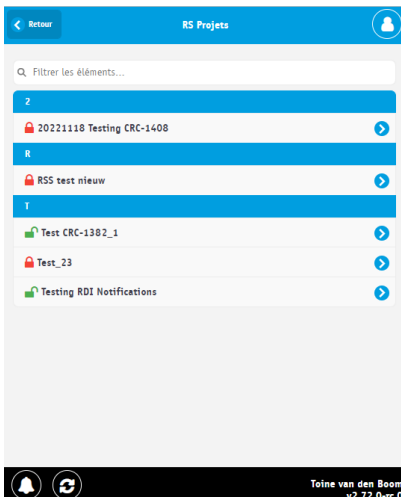 Retour
RS Projets
Filtrer les éléments...
2
20221118 Testing CRC-1408
R
RSS test nieuw
T
Test CRC-1382_1
Test_23
Testing RDI Notifications
Toine van den Boom